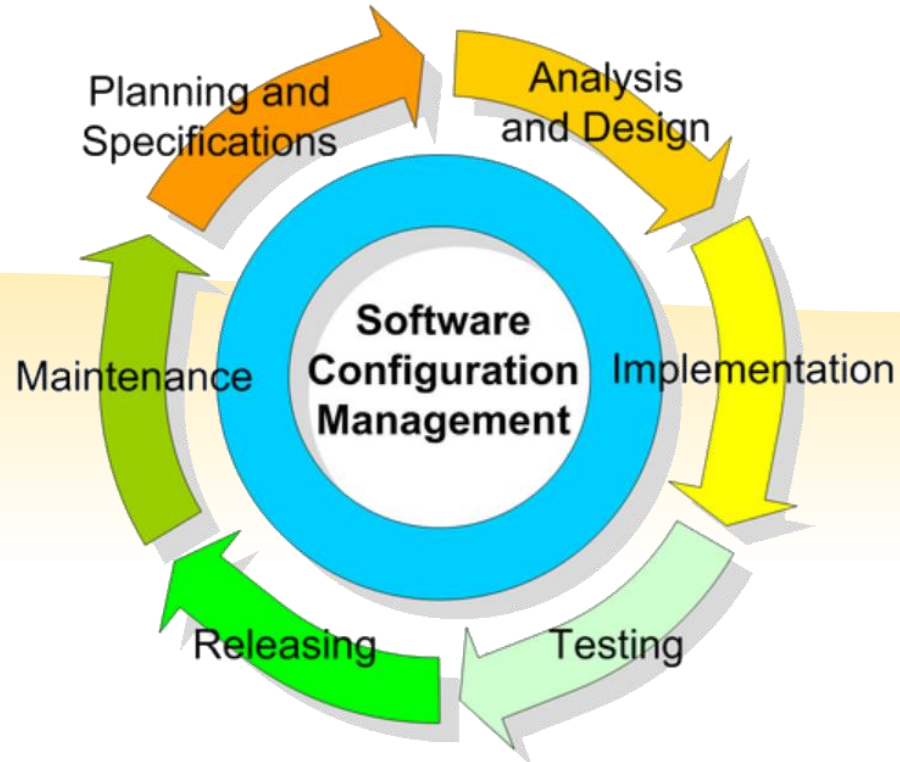 Planning and
Specifications
Analysis
and Design
Software
Configuration
Management
Implementation
Maintenance
Releasing
Testing